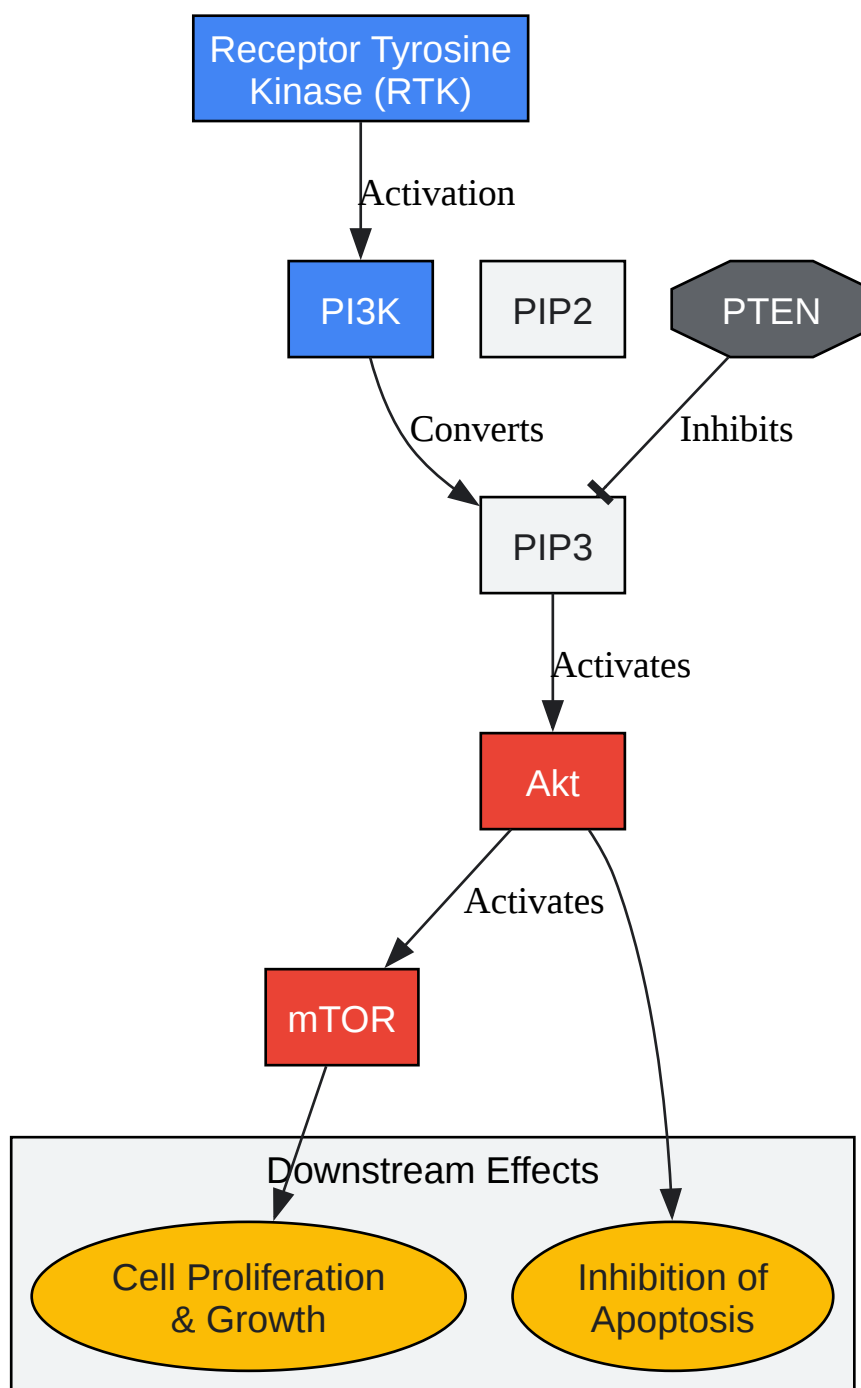 Receptor Tyrosine
Kinase (RTK)
Activation
PI3K
PIP2
PTEN
Converts
Inhibits
PIP3
Activates
Akt
Activates
mTOR
Downstream Effects
Cell Proliferation
& Growth
Inhibition of
Apoptosis